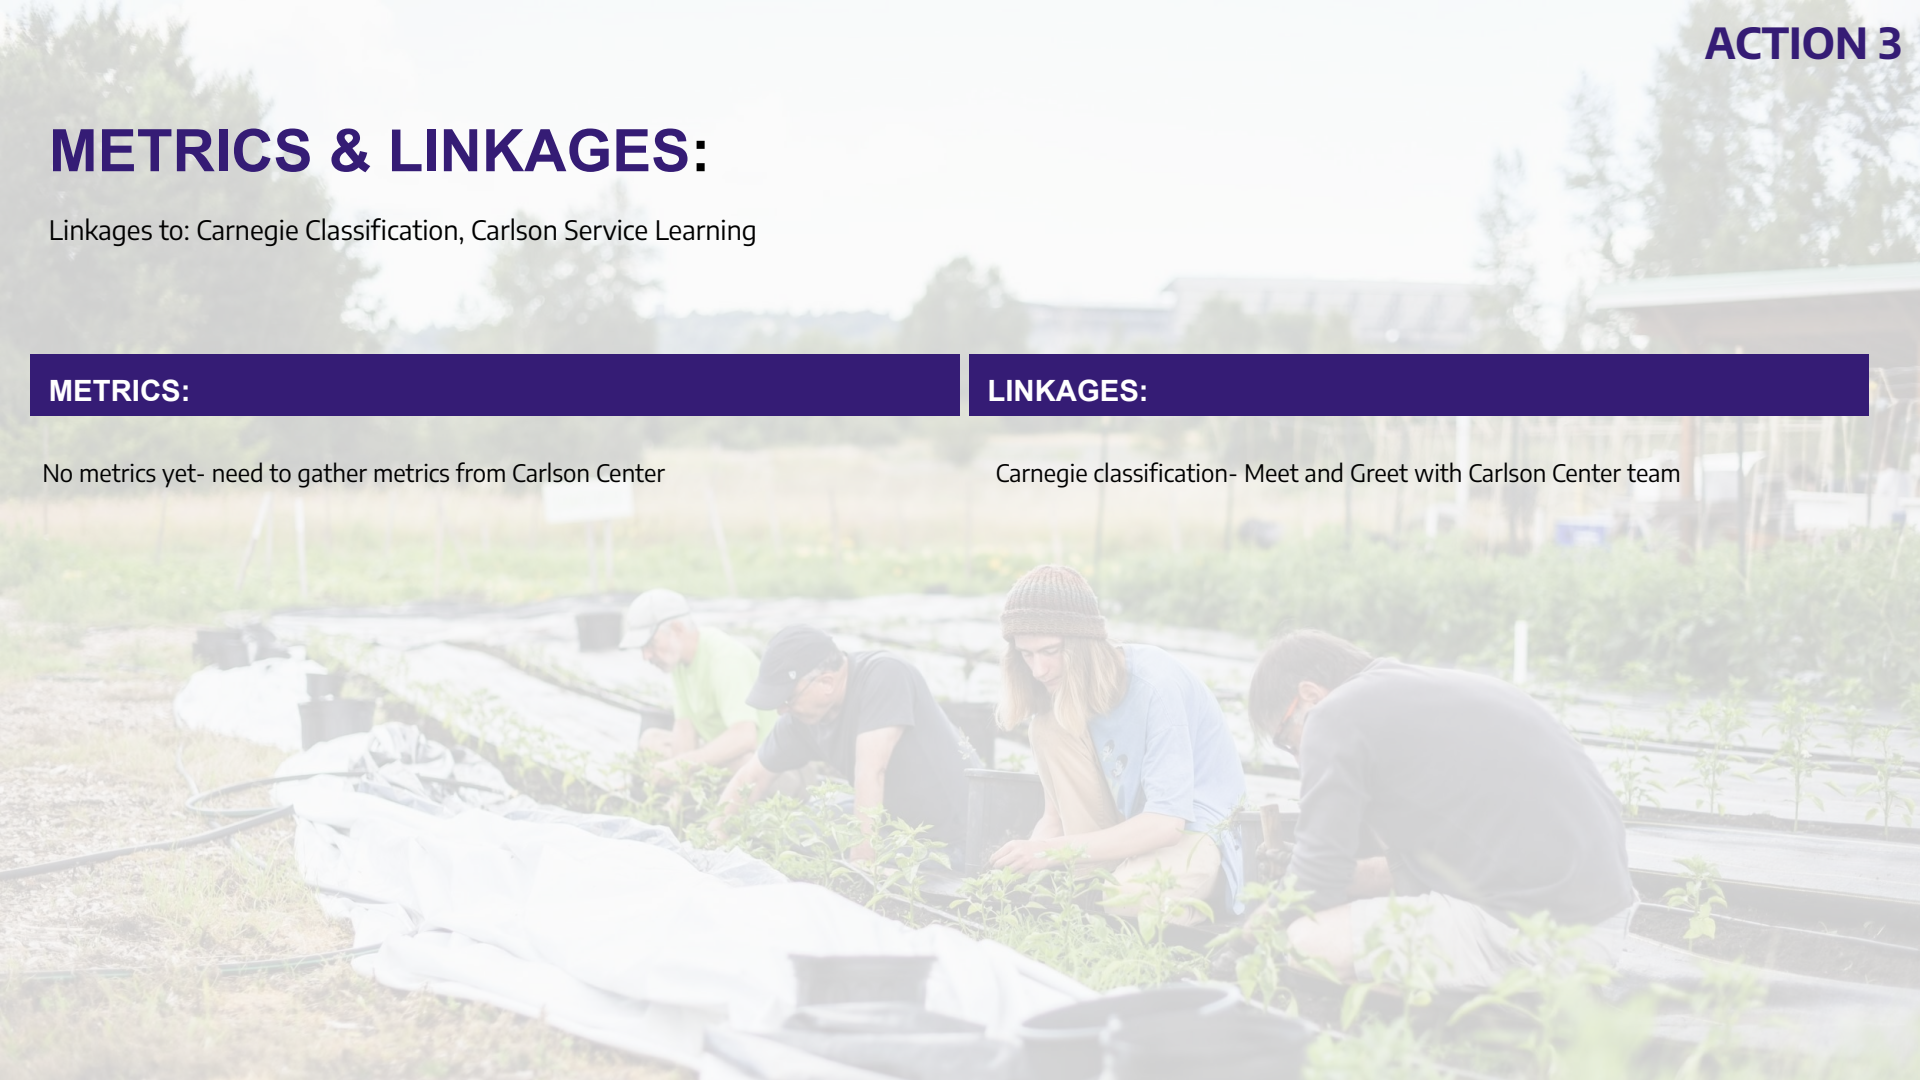 ACTION 3
METRICS & LINKAGES:
Linkages to: Carnegie Classification, Carlson Service Learning
METRICS:
LINKAGES:
No metrics yet- need to gather metrics from Carlson Center
Carnegie classification- Meet and Greet with Carlson Center team